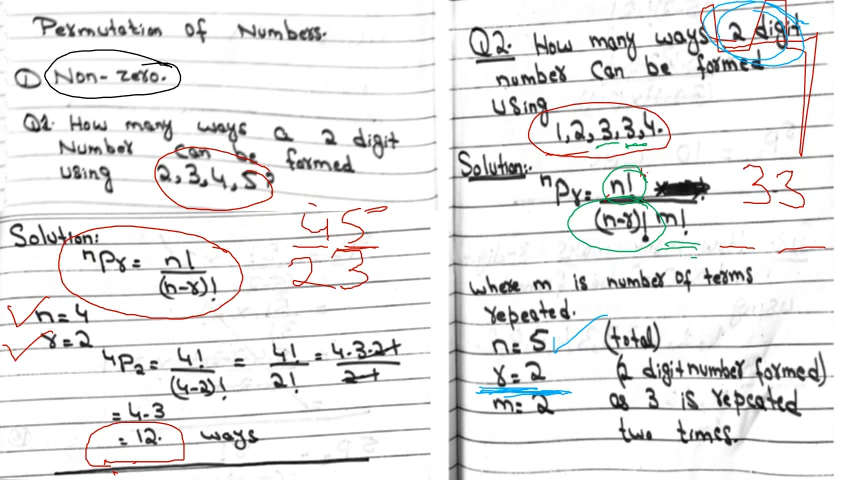 Permutation of Numbers.
① Non-zero.
Q1. How many ways a 2 digit
Number can be formed
using 2,3,4,5?
Solution:
ⁿPᵣ = n! / (n-r)!
45
23
n=4
r=2
⁴P₂ = 4! / (4-2)! = 4! / 2! = 4·3·2·1 / 2·1
= 4·3
= 12. ways
Q2. How many ways 2 digit
number can be formed
using
1,2,3,3,4.
Solution:-
ⁿPᵣ = n! / (n-r)! m!
33
where m is number of terms
repeated.
n=5 (total)
r=2 (2 digit number formed)
m=2 as 3 is repeated
two times.